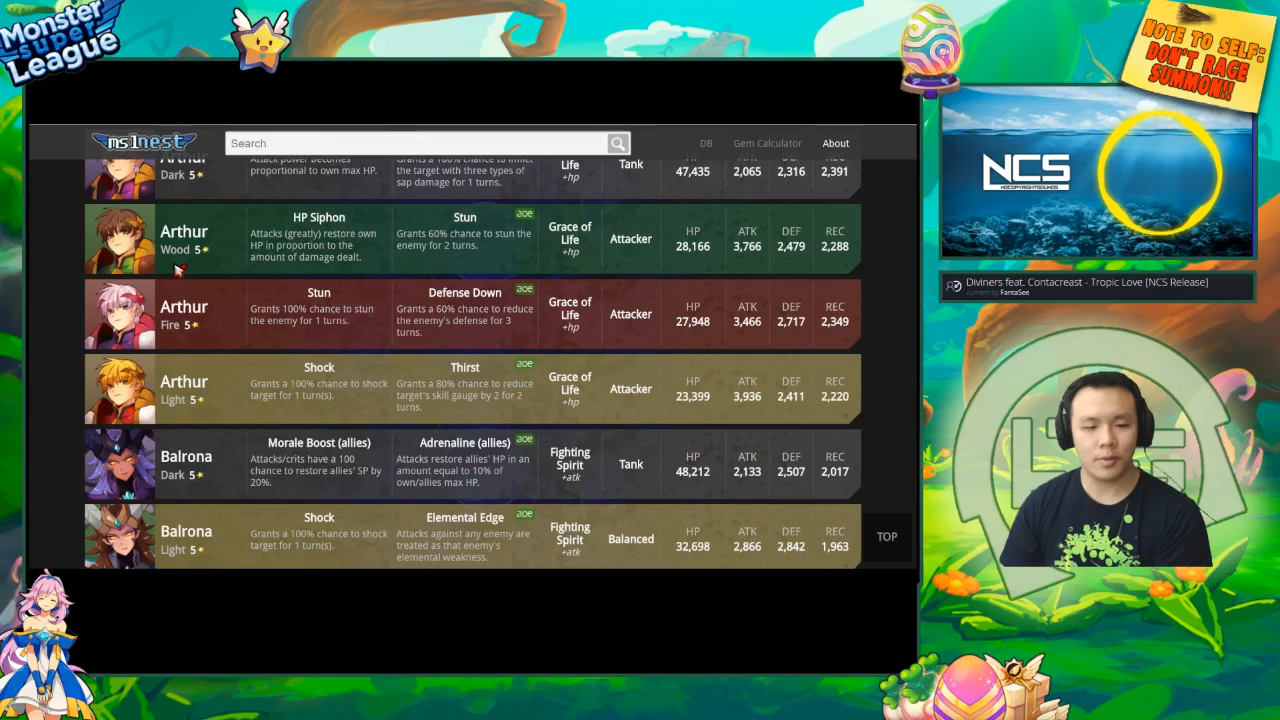 Monster
super
League
NOTE TO SELF:
DON'T RAGE
SUMMON!!
mslnest
Search
DB
Gem Calculator
About
Arthur
Dark 5
Attack power becomes
proportional to own max HP.
Grants a 100% chance to inflict
the target with three types of
sap damage for 1 turns.
Life
+hp
Tank
HP
47,435
2,065
2,316
REC
2,391
Arthur
Wood 5
HP Siphon
Attacks (greatly) restore own
HP in proportion to the
amount of damage dealt.
Stun
aoe
Grants 60% chance to stun the
enemy for 2 turns.
Grace of
Life
+hp
Attacker
HP
28,166
ATK
3,766
DEF
2,479
REC
2,288
Arthur
Fire 5
Stun
Grants 100% chance to stun
the enemy for 1 turns.
Defense Down
aoe
Grants a 60% chance to reduce
the enemy's defense for 3
turns.
Grace of
Life
+hp
Attacker
HP
27,948
ATK
3,466
DEF
2,717
REC
2,349
Arthur
Light 5
Shock
Grants a 100% chance to shock
target for 1 turn(s).
Thirst
aoe
Grants a 80% chance to reduce
target's skill gauge by 2 for 2
turns.
Grace of
Life
+hp
Attacker
HP
23,399
ATK
3,936
DEF
2,411
REC
2,220
Balrona
Dark 5
Morale Boost (allies)
Attacks/crits have a 100
chance to restore allies' SP by
20%.
Adrenaline (allies)
aoe
Attacks restore allies' HP in an
amount equal to 10% of
own/allies max HP.
Fighting
Spirit
+atk
Tank
HP
48,212
ATK
2,133
DEF
2,507
REC
2,017
Balrona
Light 5
Shock
Grants a 100% chance to shock
target for 1 turn(s).
Elemental Edge
aoe
Attacks against any enemy are
treated as that enemy's
elemental weakness.
Fighting
Spirit
+atk
Balanced
HP
32,698
ATK
2,866
DEF
2,842
REC
1,963
TOP
NCS
NOCOPYRIGHTSOUNDS
Diviners feat. Contacreast - Tropic Love [NCS Release]
FantaSee